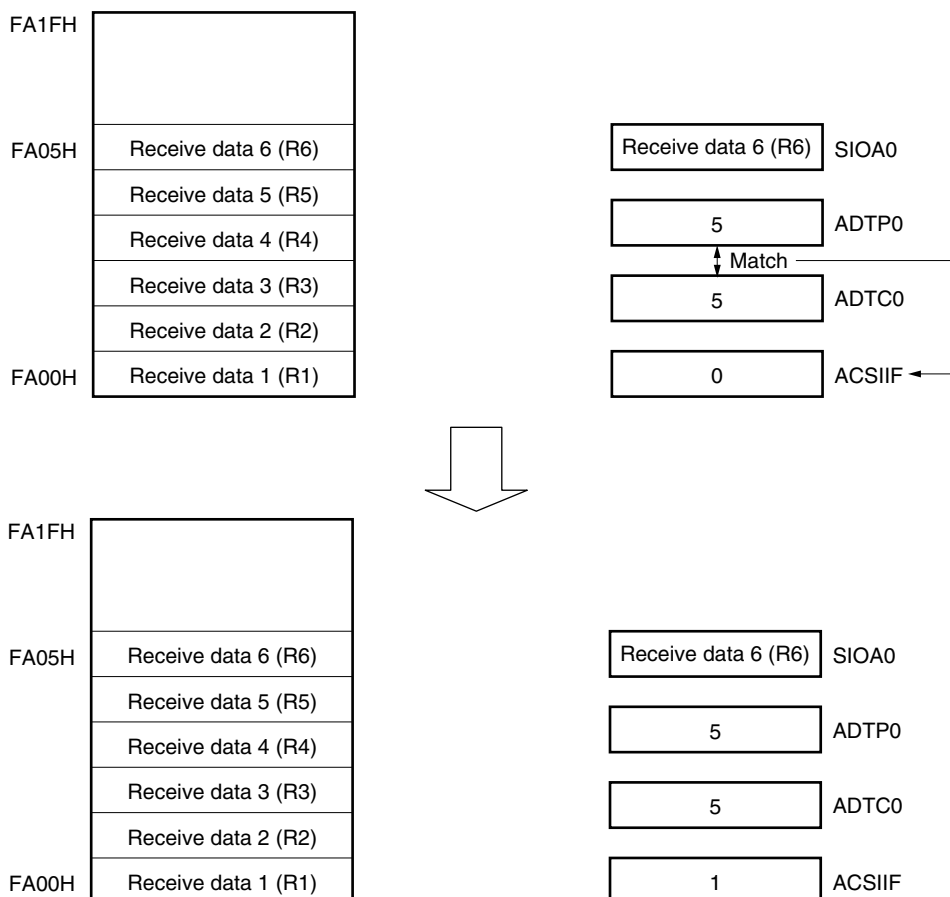 FA1FH
FA05H Receive data 6 (R6) Receive data 6 (R6) SIOA0
Receive data 5 (R5)
5 ADTP0
Receive data 4 (R4)
Match
Receive data 3 (R3)
5 ADTC0
Receive data 2 (R2)
FA00H Receive data 1 (R1) 0 ACSIIF
FA1FH
FA05H Receive data 6 (R6) Receive data 6 (R6) SIOA0
Receive data 5 (R5)
5 ADTP0
Receive data 4 (R4)
Receive data 3 (R3)
5 ADTC0
Receive data 2 (R2)
FA00H Receive data 1 (R1) 1 ACSIIF